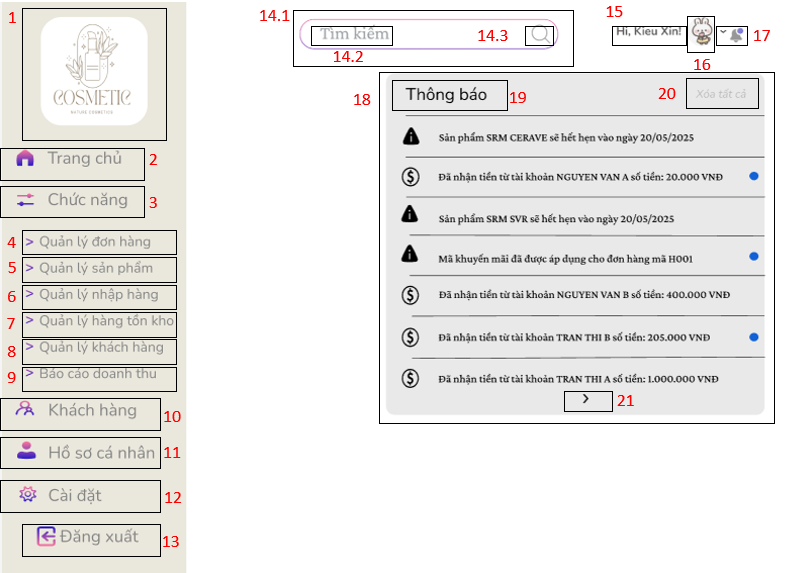 1
COSMETIC
NATURE COSMETICS
Trang chủ
2
Chức năng
3
4
> Quản lý đơn hàng
5
> Quản lý sản phẩm
6
> Quản lý nhập hàng
7
> Quản lý hàng tồn kho
8
> Quản lý khách hàng
9
> Báo cáo doanh thu
Khách hàng
10
Hồ sơ cá nhân
11
Cài đặt
12
Đăng xuất
13
14.1
Tìm kiếm
14.2
14.3
15
Hi, Kieu Xin!
16
17
18
Thông báo
19
20
Xóa tất cả
Sản phẩm SRM CERAVE sẽ hết hẹn vào ngày 20/05/2025
Đã nhận tiền từ tài khoản NGUYEN VAN A số tiền: 20.000 VNĐ
Sản phẩm SRM SVR sẽ hết hạn vào ngày 20/05/2025
Mã khuyến mãi đã được áp dụng cho đơn hàng mã H001
Đã nhận tiền từ tài khoản NGUYEN VAN B số tiền: 400.000 VNĐ
Đã nhận tiền từ tài khoản TRAN THI B số tiền: 205.000 VNĐ
Đã nhận tiền từ tài khoản TRAN THI A số tiền: 1.000.000 VNĐ
>
21